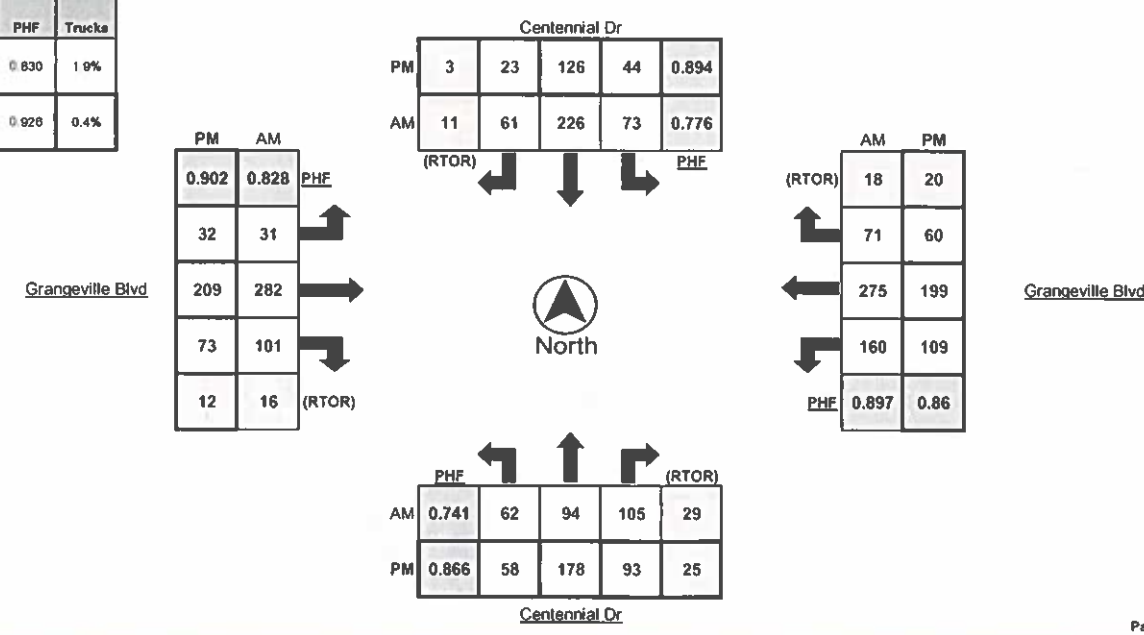 PHF Trucks
0.830 1.9%
0.926 0.4%
Centennial Dr
PM 3 23 126 44 0.894
AM 11 61 226 73 0.776
(RTOR) PHF
PM AM
0.902 0.828 PHF
32 31
Grangeville Blvd 209 282
73 101
12 16 (RTOR)
North
AM PM
(RTOR) 18 20
71 60
275 199 Grangeville Blvd
160 109
PHF 0.897 0.86
PHF (RTOR)
AM 0.741 62 94 105 29
PM 0.866 58 178 93 25
Centennial Dr